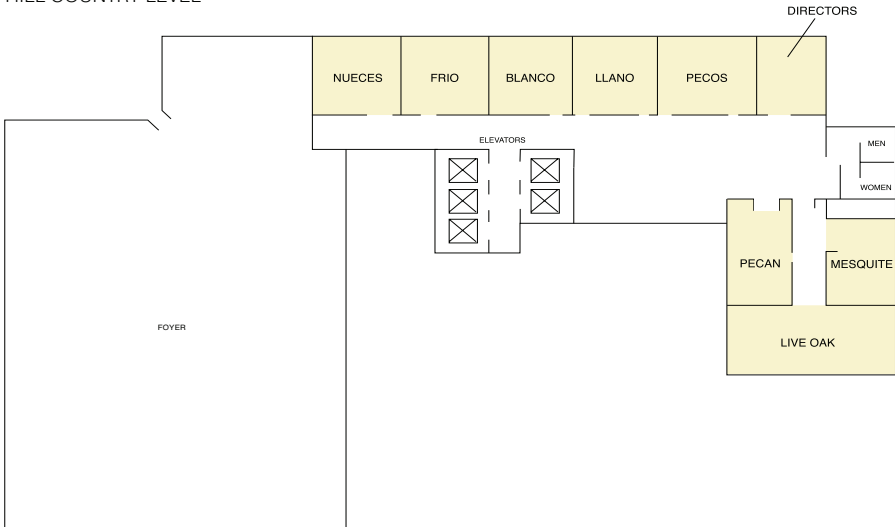 HILL COUNTRY LEVEL
DIRECTORS
NUECES
FRIO
BLANCO
LLANO
PECOS
ELEVATORS
MEN
WOMEN
PECAN
MESQUITE
FOYER
LIVE OAK